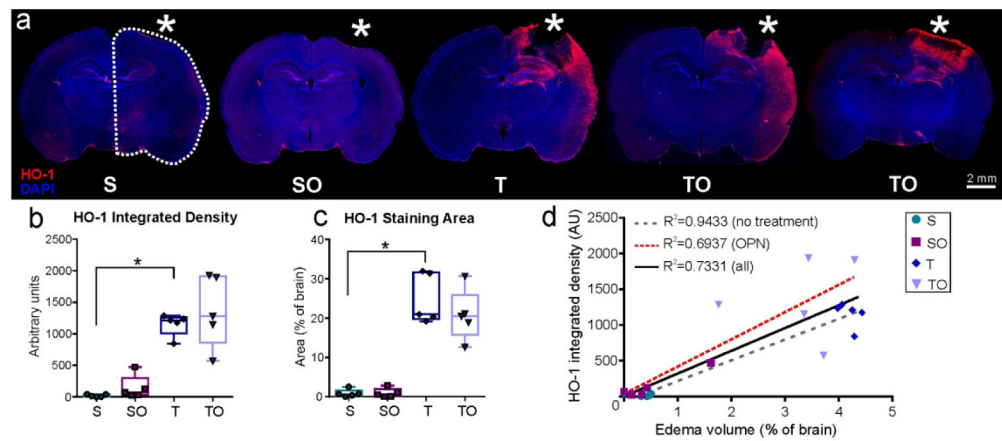 a
* * * * *
HO-1
DAPI
S SO T TO TO
2 mm
b HO-1 Integrated Density
Arbitrary units
2500
2000
1500
1000
500
0
*
S SO T TO
c HO-1 Staining Area
Area (% of brain)
40
30
20
10
0
*
S SO T TO
d
HO-1 integrated density (AU)
2500
2000
1500
1000
500
0
R²=0.9433 (no treatment)
R²=0.6937 (OPN)
R²=0.7331 (all)
0 1 2 3 4 5
Edema volume (% of brain)
S
SO
T
TO